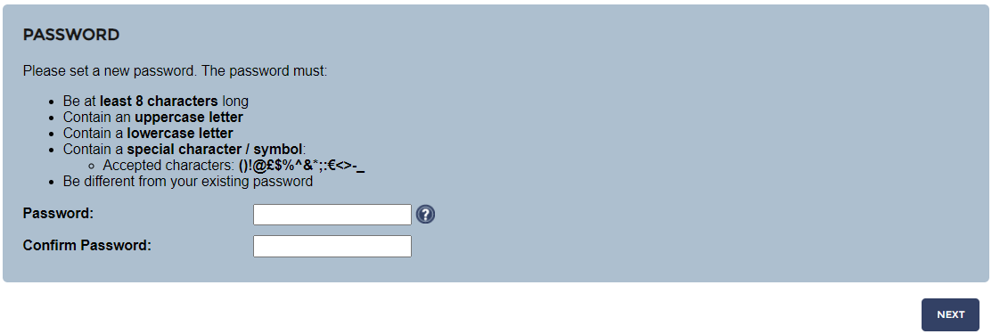 PASSWORD
Please set a new password. The password must:
Be at least 8 characters long
Contain an uppercase letter
Contain a lowercase letter
Contain a special character / symbol:
Accepted characters: ()!@£$%^&*;:€<>-_
Be different from your existing password
Password:
?
Confirm Password:
NEXT